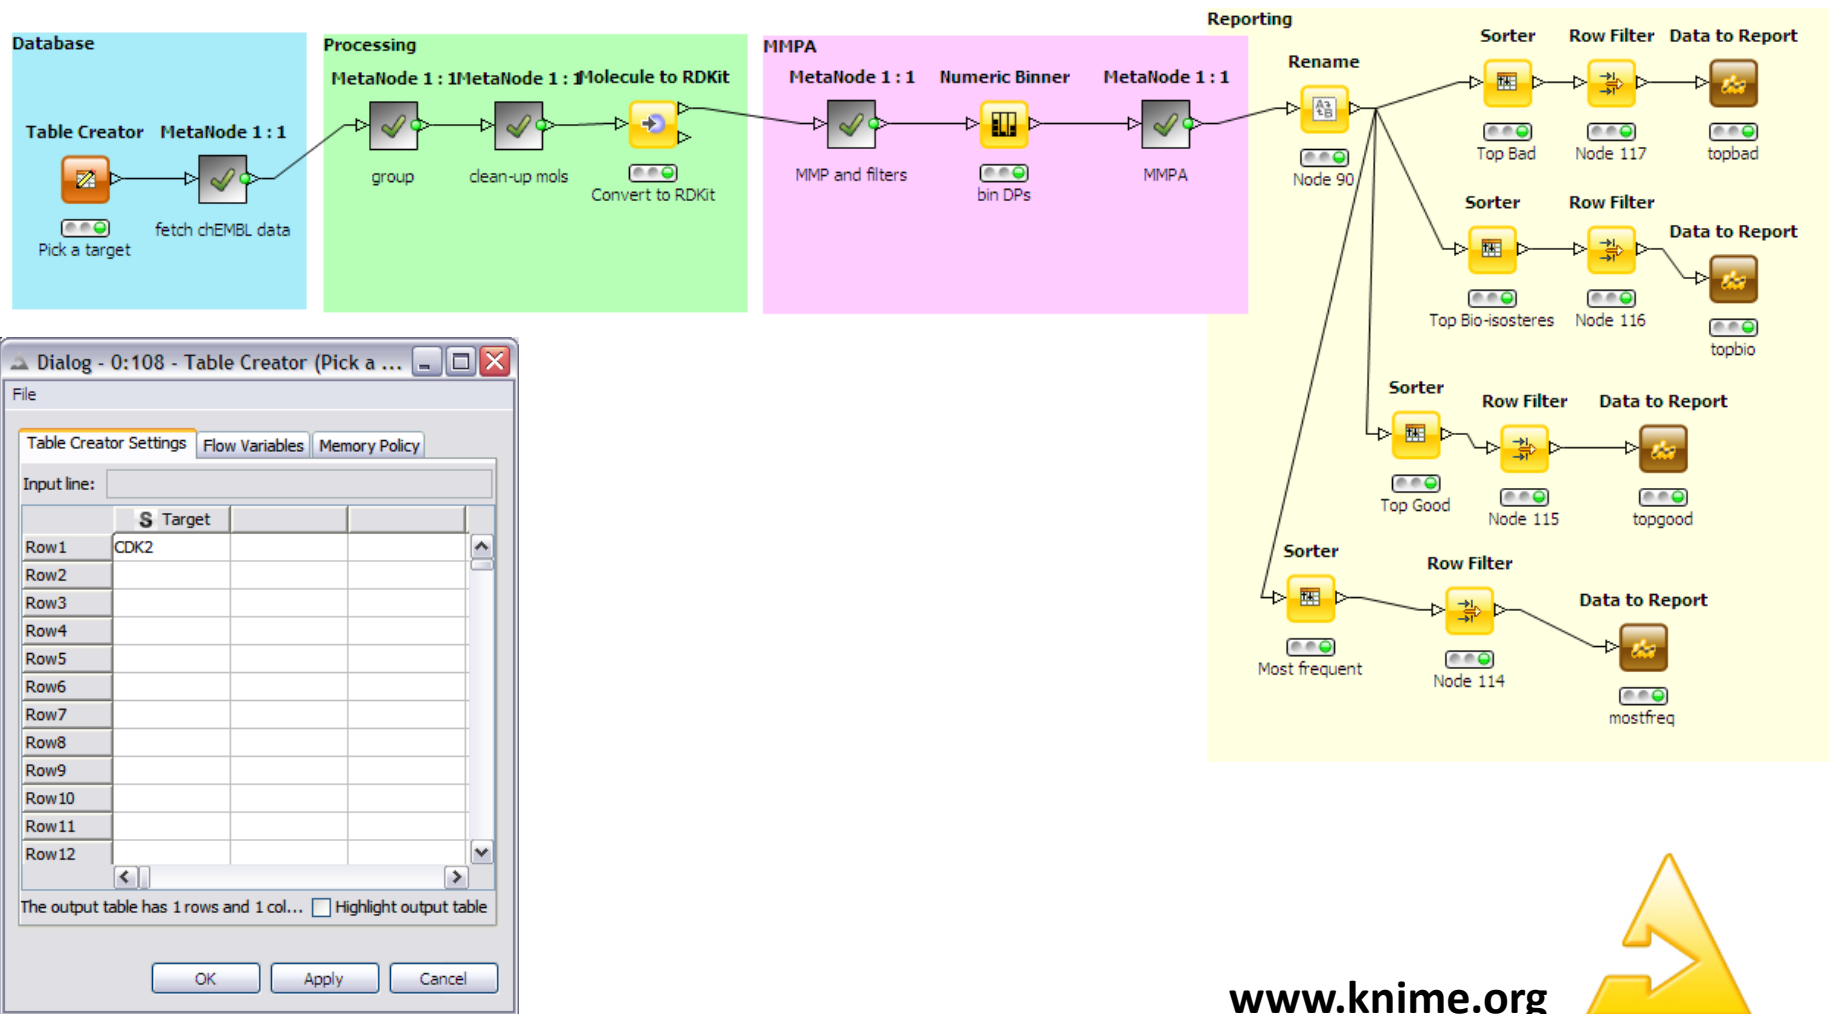 Database
Table Creator
MetaNode 1 : 1
Pick a target
fetch chEMBL data
Processing
MetaNode 1 : 1
MetaNode 1 : 1
Molecule to RDKit
group
clean-up mols
Convert to RDKit
MMPA
MetaNode 1 : 1
Numeric Binner
MetaNode 1 : 1
MMP and filters
bin DPs
MMPA
Reporting
Rename
Node 90
Sorter
Row Filter
Data to Report
Top Bad
Node 117
topbad
Sorter
Row Filter
Data to Report
Top Bio-isosteres
Node 116
topbio
Sorter
Row Filter
Data to Report
Top Good
Node 115
topgood
Sorter
Row Filter
Data to Report
Most frequent
Node 114
mostfreq
Dialog - 0:108 - Table Creator (Pick a ...
File
Table Creator Settings
Flow Variables
Memory Policy
Input line:
S Target
Row1 CDK2
Row2
Row3
Row4
Row5
Row6
Row7
Row8
Row9
Row10
Row11
Row12
The output table has 1 rows and 1 col...
Highlight output table
OK
Apply
Cancel
www.knime.org